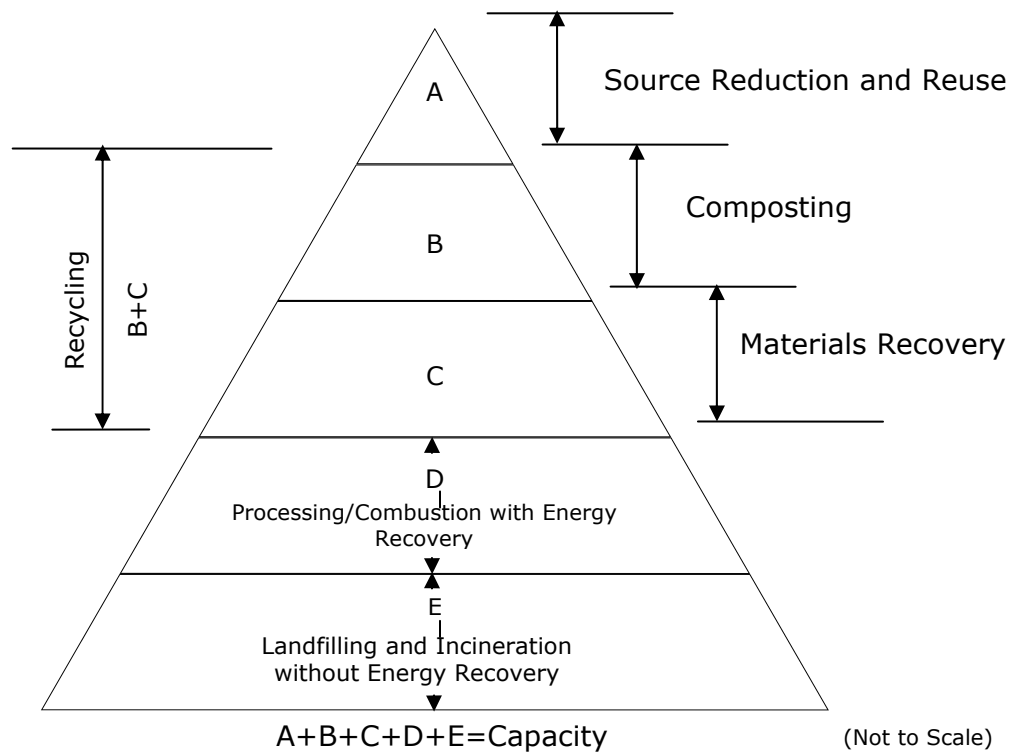 A
Source Reduction and Reuse
Composting
B
Recycling
B+C
Materials Recovery
C
D
Processing/Combustion with Energy
Recovery
E
Landfilling and Incineration
without Energy Recovery
A+B+C+D+E=Capacity
(Not to Scale)